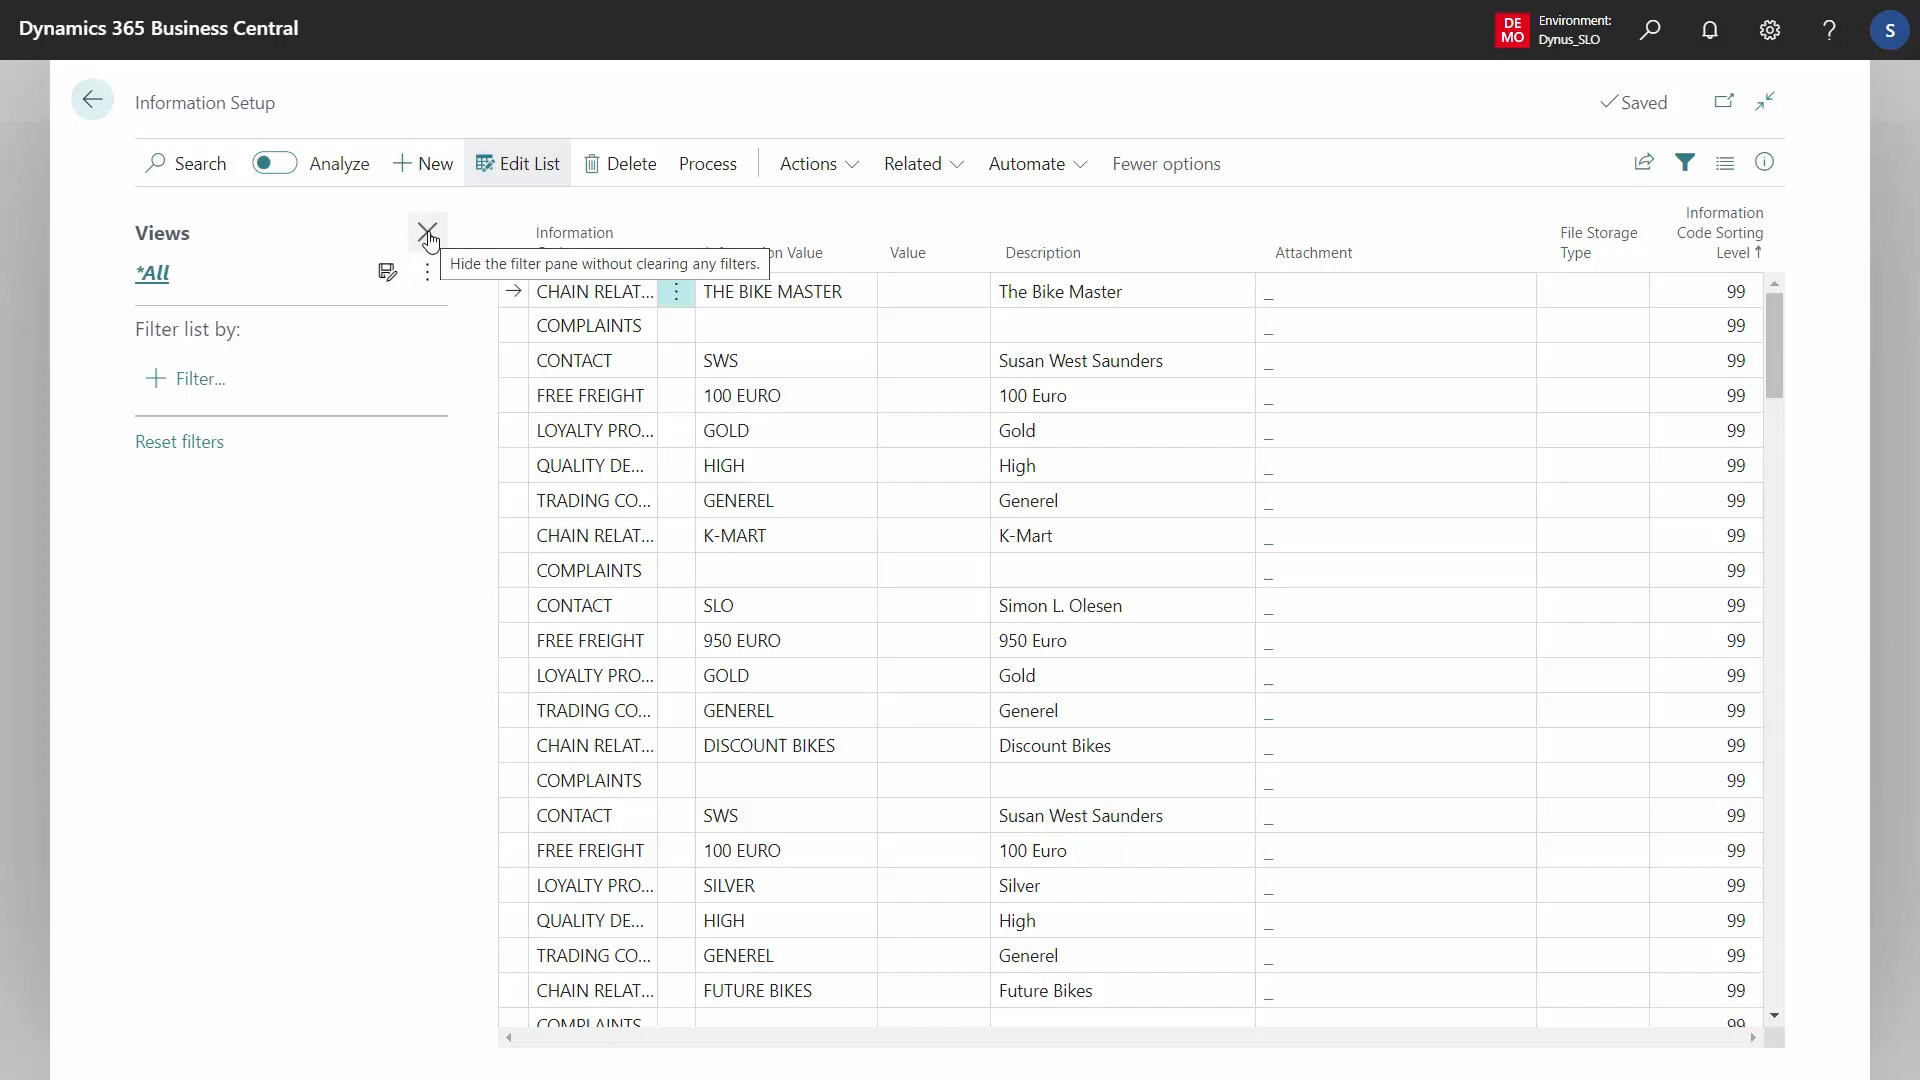 Dynamics 365 Business Central
DE
MO
Environment:
Dynus_SLO
S
Information Setup
Saved
Search
Analyze
New
Edit List
Delete
Process
Actions
Related
Automate
Fewer options
Views
*All
Filter list by:
Filter...
Reset filters
Hide the filter pane without clearing any filters.
Information
on Value
Value
Description
Attachment
File Storage
Type
Information
Code Sorting
Level ↑
CHAIN RELAT... THE BIKE MASTER The Bike Master _ 99
COMPLAINTS _ 99
CONTACT SWS Susan West Saunders _ 99
FREE FREIGHT 100 EURO 100 Euro _ 99
LOYALTY PRO... GOLD Gold _ 99
QUALITY DE... HIGH High _ 99
TRADING CO... GENEREL Generel _ 99
CHAIN RELAT... K-MART K-Mart _ 99
COMPLAINTS _ 99
CONTACT SLO Simon L. Olesen _ 99
FREE FREIGHT 950 EURO 950 Euro _ 99
LOYALTY PRO... GOLD Gold _ 99
TRADING CO... GENEREL Generel _ 99
CHAIN RELAT... DISCOUNT BIKES Discount Bikes _ 99
COMPLAINTS _ 99
CONTACT SWS Susan West Saunders _ 99
FREE FREIGHT 100 EURO 100 Euro _ 99
LOYALTY PRO... SILVER Silver _ 99
QUALITY DE... HIGH High _ 99
TRADING CO... GENEREL Generel _ 99
CHAIN RELAT... FUTURE BIKES Future Bikes _ 99
COMPLAINTS 99